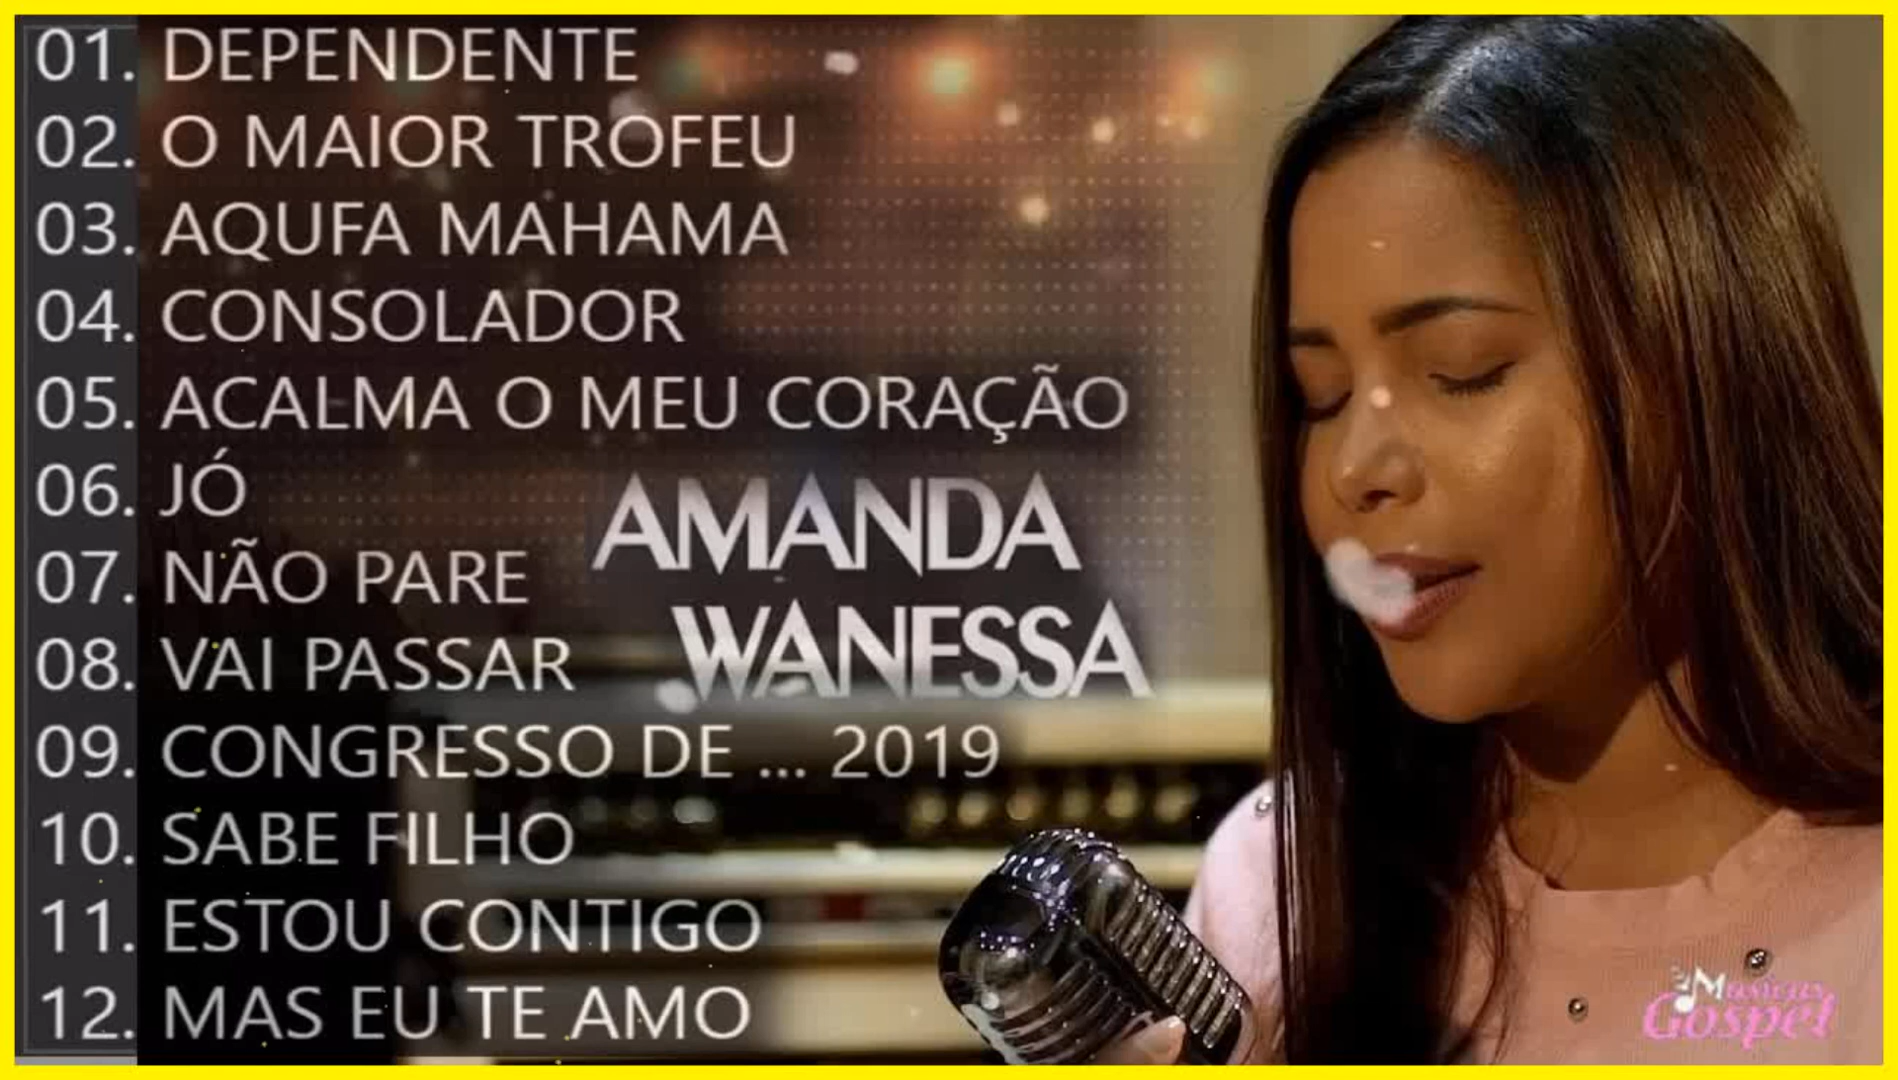 01. DEPENDENTE
02. O MAIOR TROFEU
03. AQUFA MAHAMA
04. CONSOLADOR
05. ACALMA O MEU CORAÇÃO
06. JÓ
07. NÃO PARE
08. VAI PASSAR
09. CONGRESSO DE ... 2019
10. SABE FILHO
11. ESTOU CONTIGO
12. MAS EU TE AMO
AMANDA
WANESSA
Musicas
Gospel